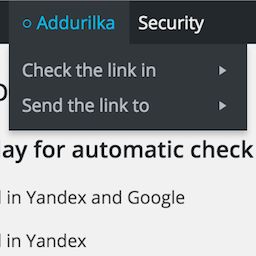 Addurilka Security
Check the link in
Send the link to
for automatic check
in Yandex and Google
in Yandex